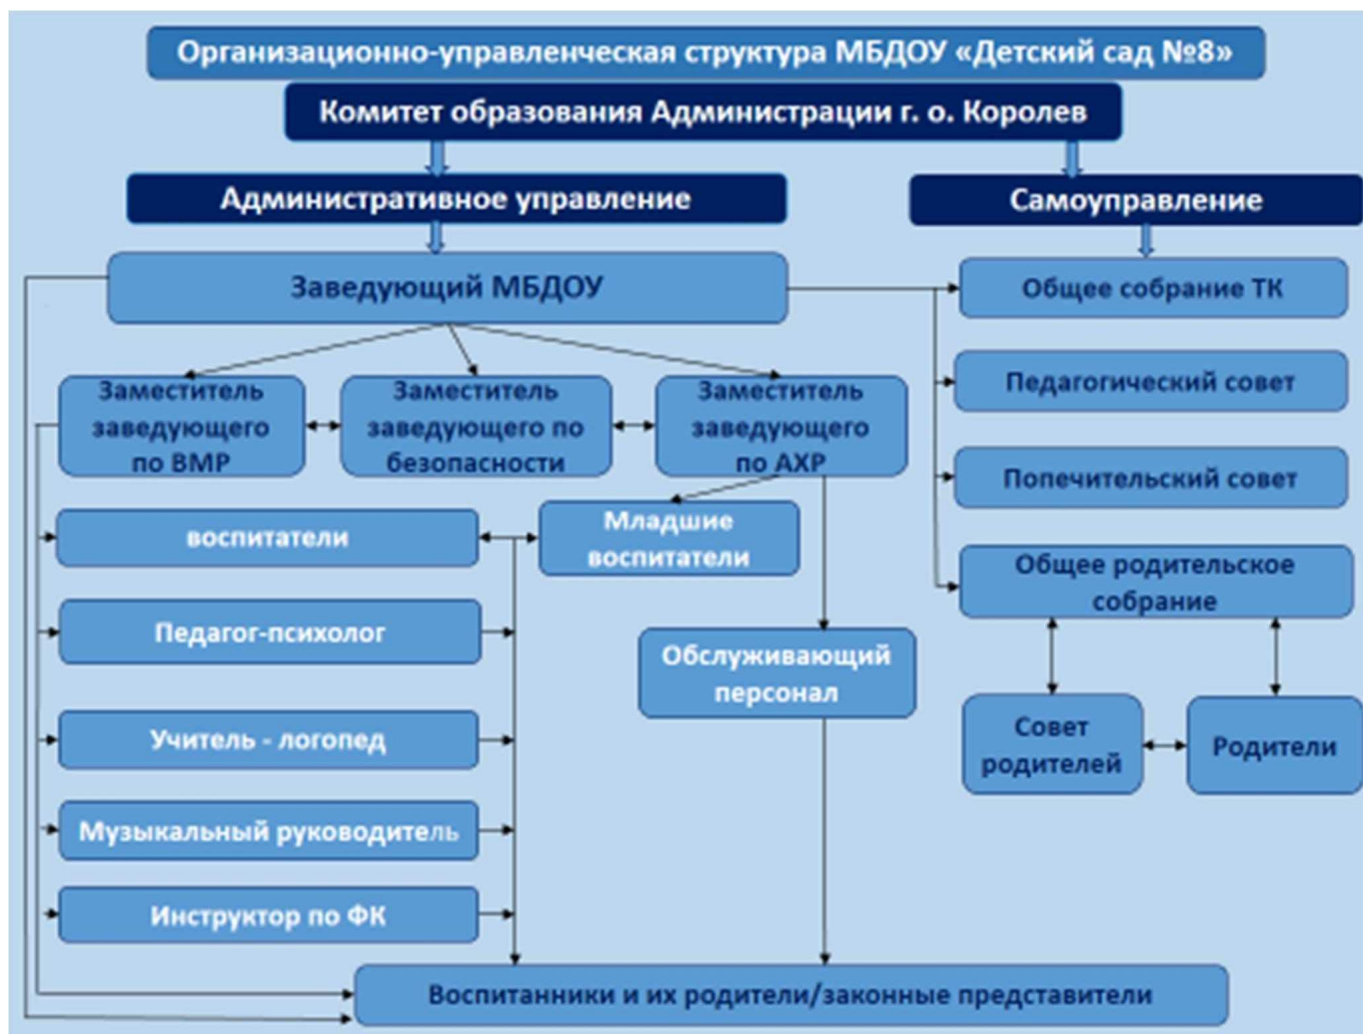 Организационно-управленческая структура МБДОУ «Детский сад №8»
Комитет образования Администрации г. о. Королев
Административное управление
Самоуправление
Заведующий МБДОУ
Общее собрание ТК
Заместитель
заведующего
по ВМР
Заместитель
заведующего по
безопасности
Заместитель
заведующего
по АХР
Педагогический совет
Попечительский совет
воспитатели
Младшие
воспитатели
Общее родительское
собрание
Педагог-психолог
Обслуживающий
персонал
Совет
родителей
Родители
Учитель - логопед
Музыкальный руководитель
Инструктор по ФК
Воспитанники и их родители/законные представители